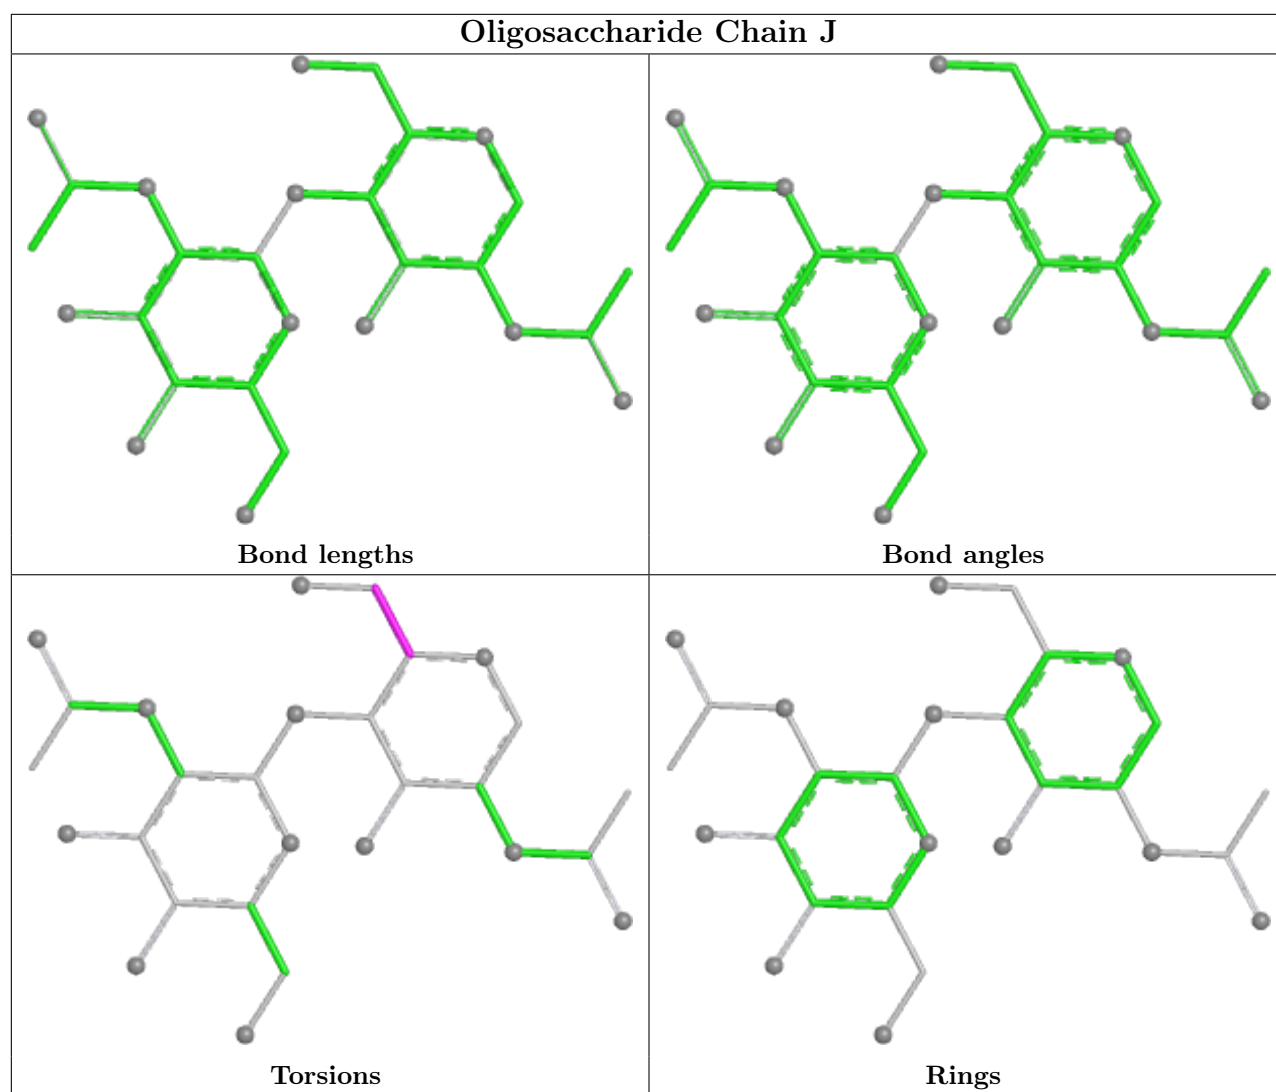 Oligosaccharide Chain J
Bond lengths
Bond angles
Torsions
Rings